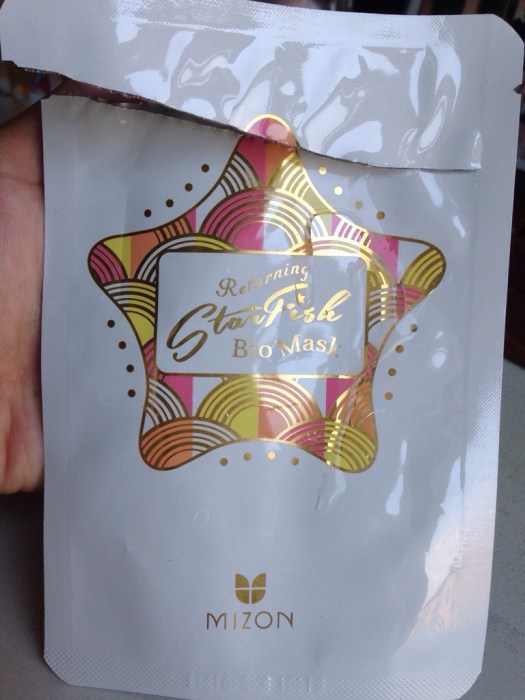 Returning
StarFish
Bio Mask
MIZON